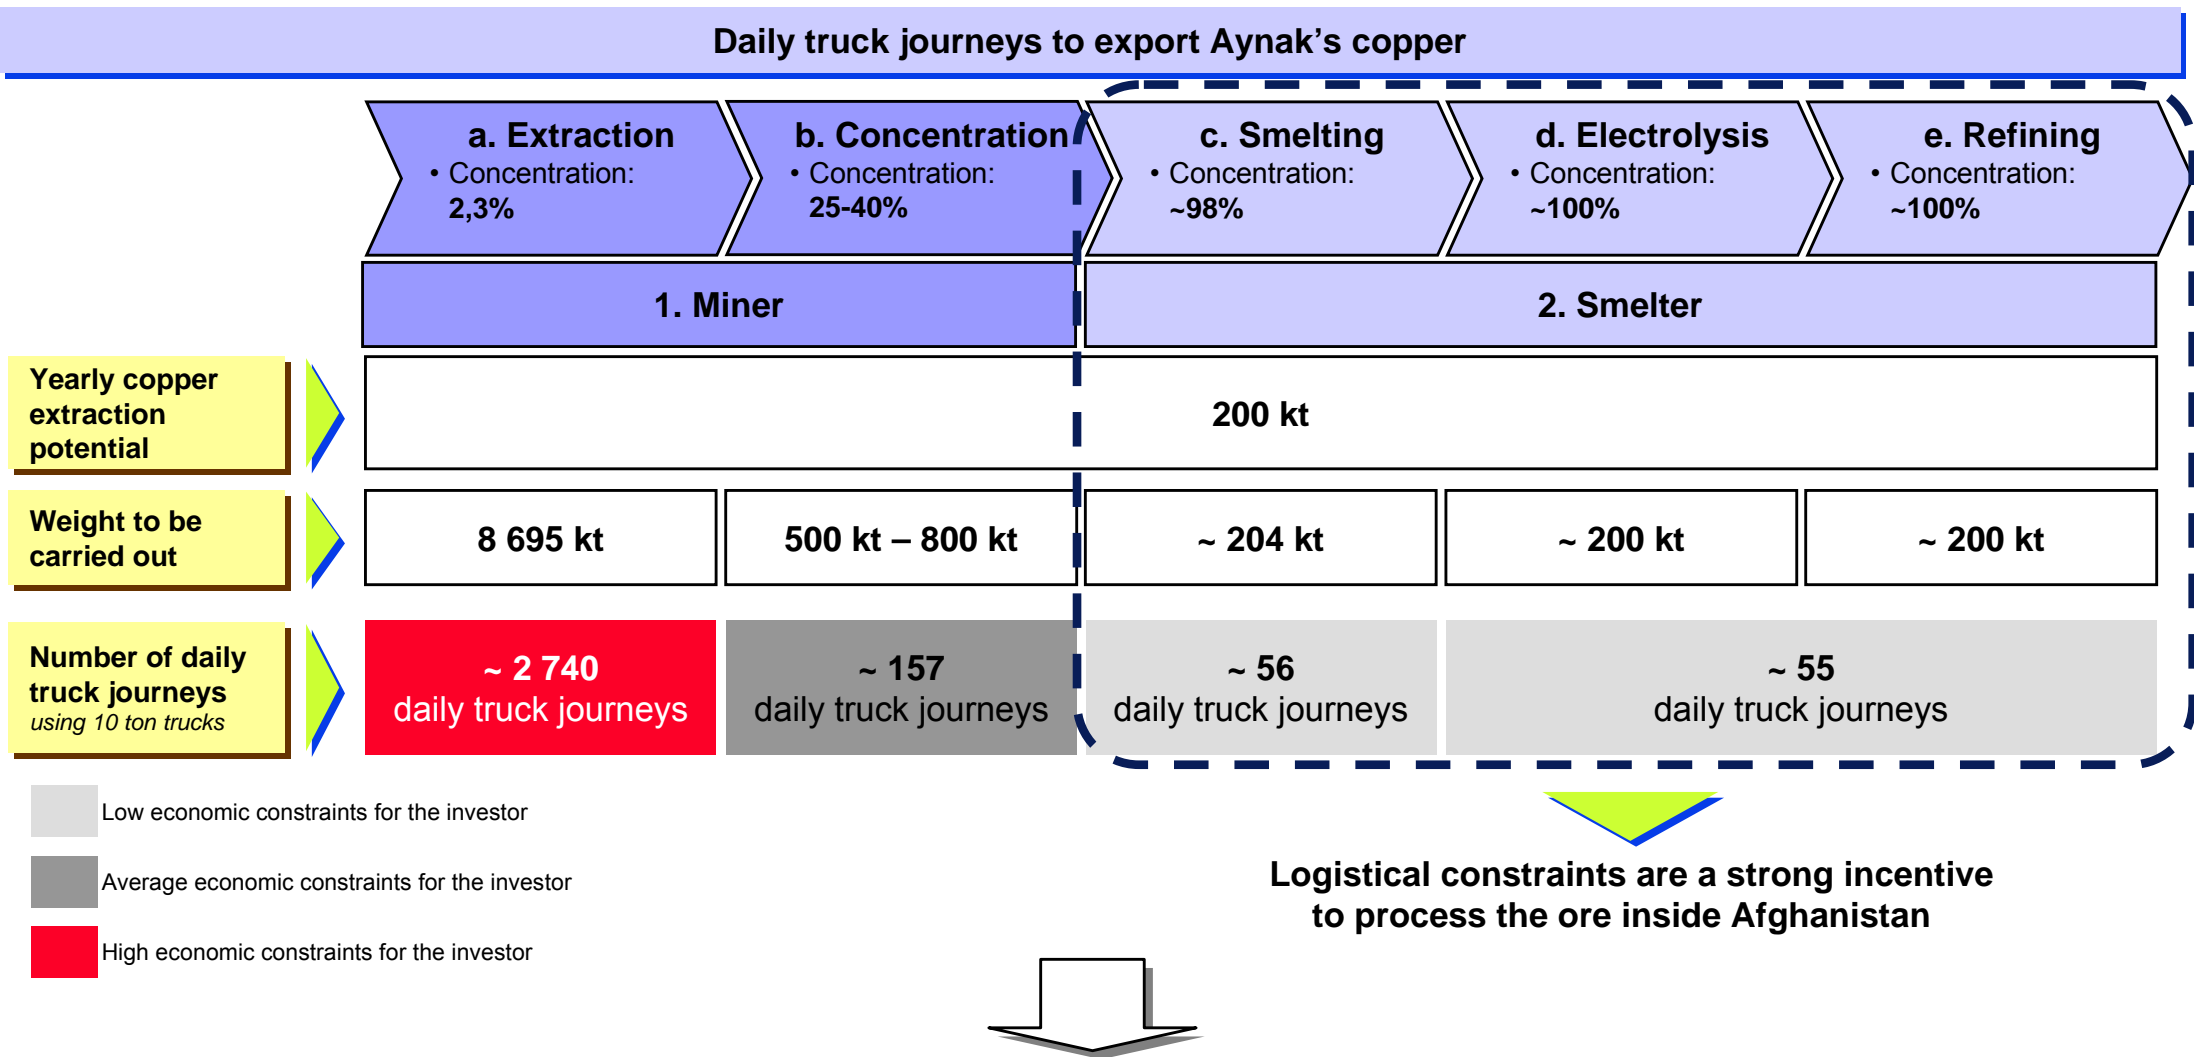 Daily truck journeys to export Aynak’s copper
a. Extraction
• Concentration:
2,3%
b. Concentration
• Concentration:
25-40%
c. Smelting
• Concentration:
~98%
d. Electrolysis
• Concentration:
~100%
e. Refining
• Concentration:
~100%
1. Miner
2. Smelter
Yearly copper
extraction
potential
200 kt
Weight to be
carried out
8 695 kt
500 kt – 800 kt
~ 204 kt
~ 200 kt
~ 200 kt
Number of daily
truck journeys
using 10 ton trucks
~ 2 740
daily truck journeys
~ 157
daily truck journeys
~ 56
daily truck journeys
~ 55
daily truck journeys
Low economic constraints for the investor
Average economic constraints for the investor
High economic constraints for the investor
Logistical constraints are a strong incentive
to process the ore inside Afghanistan